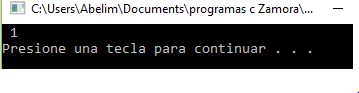 C:\Users\Abelim\Documents\programas c Zamora\...
1
Presione una tecla para continuar . . .